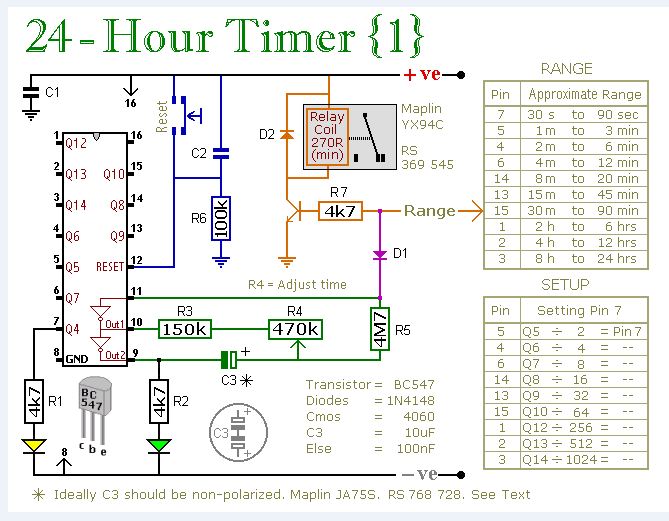 24-Hour Timer {1}
+ve
C1
16
Reset
C2
R6
100k
D2
Relay
Coil
270R
(min)
Maplin
YX94C
RS
369 545
R7
4k7
Range
D1
R4 = Adjust time
1 Q12 16
2 Q13 Q10 15
3 Q14 Q8 14
4 Q6 Q9 13
5 Q5 RESET 12
6 Q7 11
7 Q4 Out1 10
8 GND Out2 9
R3
150k
R4
470k
4M7
R5
C3 + ✳
4k7 R1
BC
547
c b e
4k7 R2
+
8
Transistor = BC547
Diodes = 1N4148
Cmos = 4060
C3 = 10uF
Else = 100nF
−ve
RANGE
Pin Approximate Range
7 30 s to 90 sec
5 1 m to 3 min
4 2 m to 6 min
6 4 m to 12 min
14 8 m to 20 min
13 15 m to 45 min
15 30 m to 90 min
1 2 h to 6 hrs
2 4 h to 12 hrs
3 8 h to 24 hrs
SETUP
Pin Setting Pin 7
5 Q5 ÷ 2 = Pin 7
4 Q6 ÷ 4 = --
6 Q7 ÷ 8 = --
14 Q8 ÷ 16 = --
13 Q9 ÷ 32 = --
15 Q10 ÷ 64 = --
1 Q12 ÷ 256 = --
2 Q13 ÷ 512 = --
3 Q14 ÷ 1024 = --
✳ Ideally C3 should be non-polarized. Maplin JA75S. RS 768 728. See Text